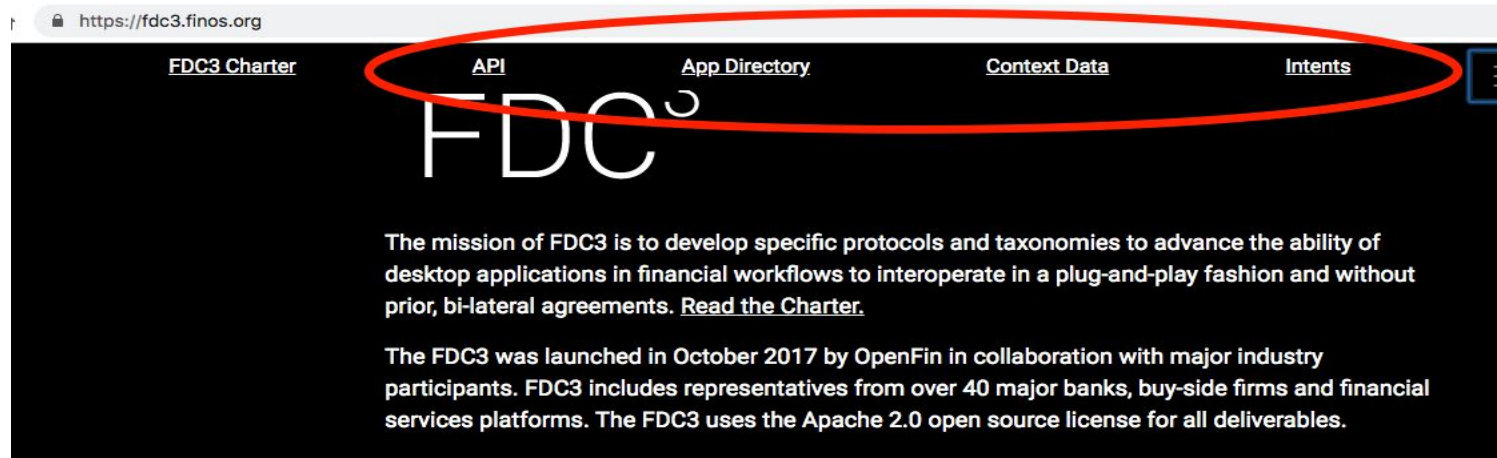 https://fdc3.finos.org
FDC3 Charter API App Directory Context Data Intents
FDC3
The mission of FDC3 is to develop specific protocols and taxonomies to advance the ability of
desktop applications in financial workflows to interoperate in a plug-and-play fashion and without
prior, bi-lateral agreements. Read the Charter.
The FDC3 was launched in October 2017 by OpenFin in collaboration with major industry
participants. FDC3 includes representatives from over 40 major banks, buy-side firms and financial
services platforms. The FDC3 uses the Apache 2.0 open source license for all deliverables.